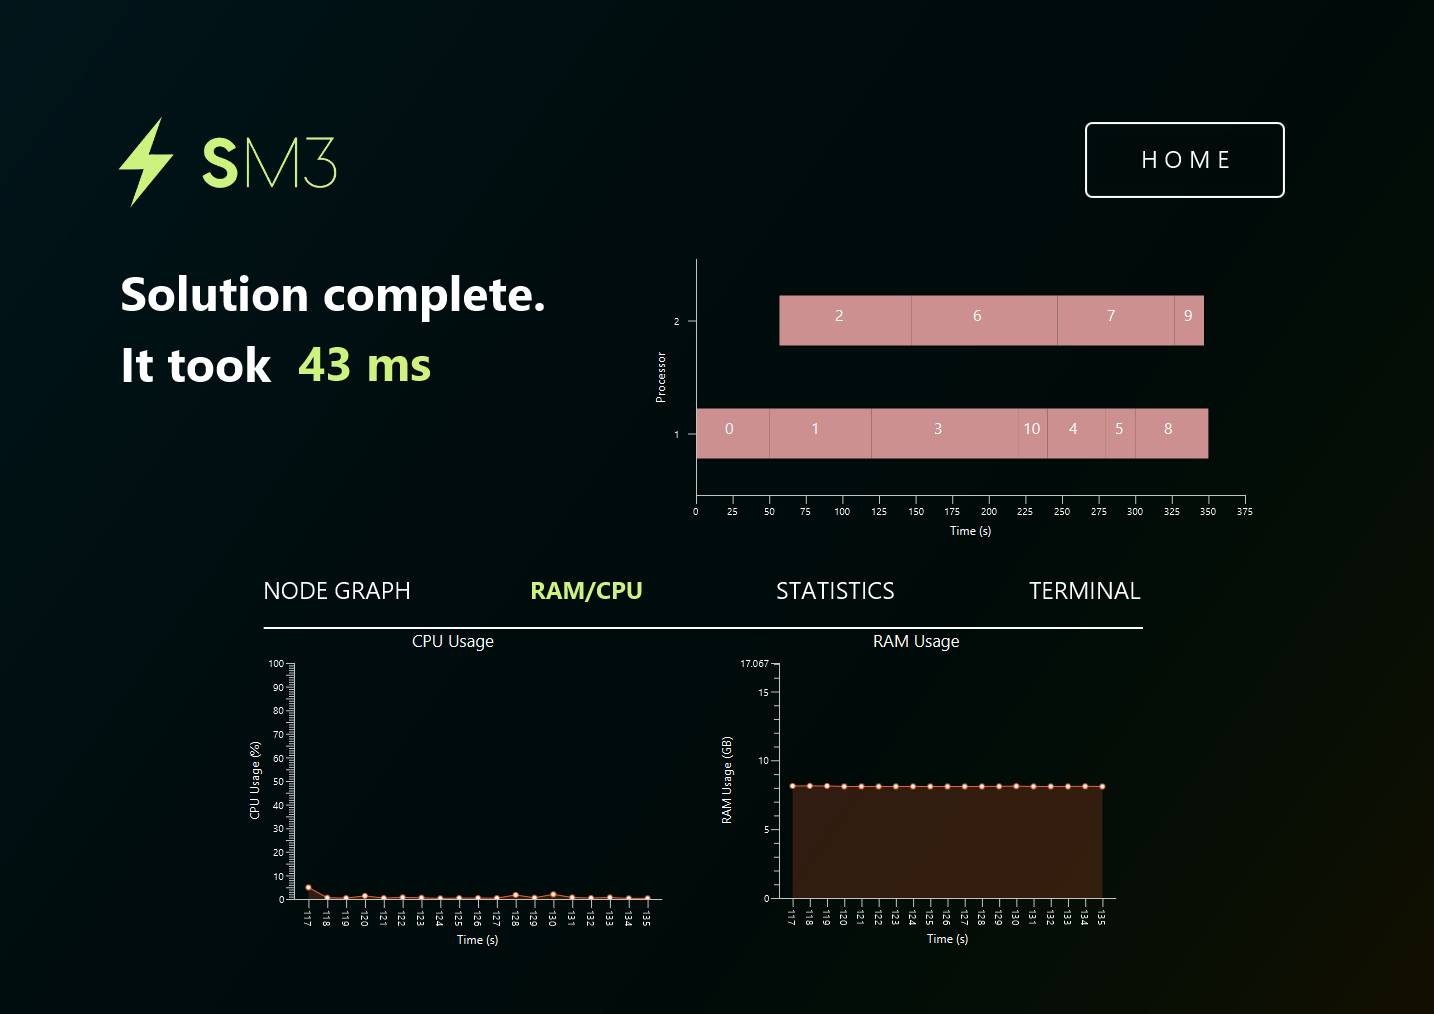 SM3
HOME
Solution complete.
It took 43 ms
2 6 7 9
2
Processor
0 1 3 10 4 5 8
1
0 25 50 75 100 125 150 175 200 225 250 275 300 325 350 375
Time (s)
NODE GRAPH RAM/CPU STATISTICS TERMINAL
CPU Usage
100
90
80
70
60
50
40
30
20
10
0
CPU Usage (%)
117 118 119 120 121 122 123 124 125 126 127 128 129 130 131 132 133 134 135
Time (s)
RAM Usage
17.067
15
10
5
0
RAM Usage (GB)
117 118 119 120 121 122 123 124 125 126 127 128 129 130 131 132 133 134 135
Time (s)